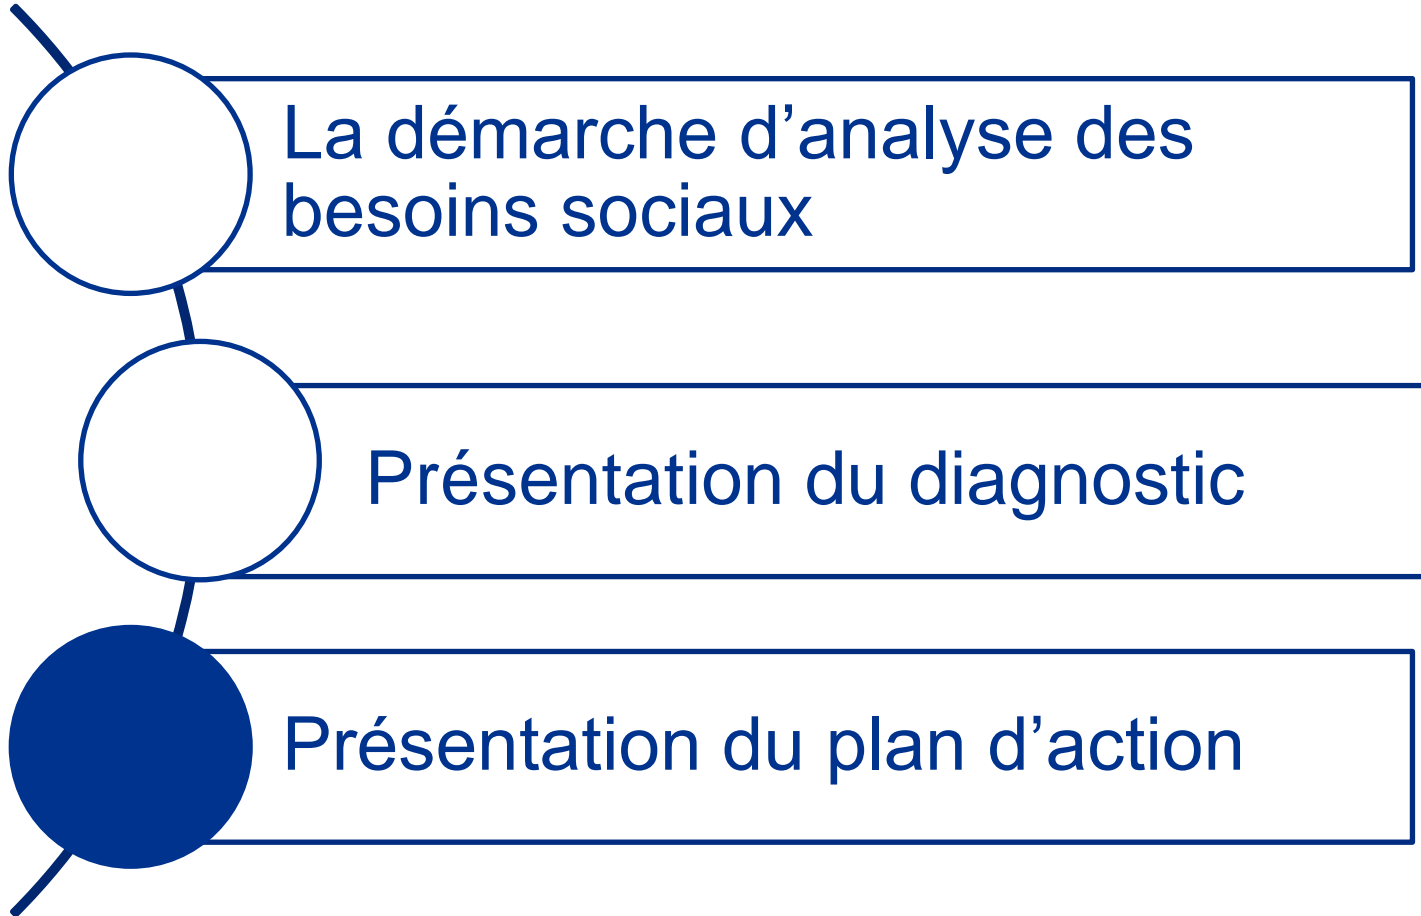 La démarche d’analyse des
besoins sociaux
Présentation du diagnostic
Présentation du plan d’action